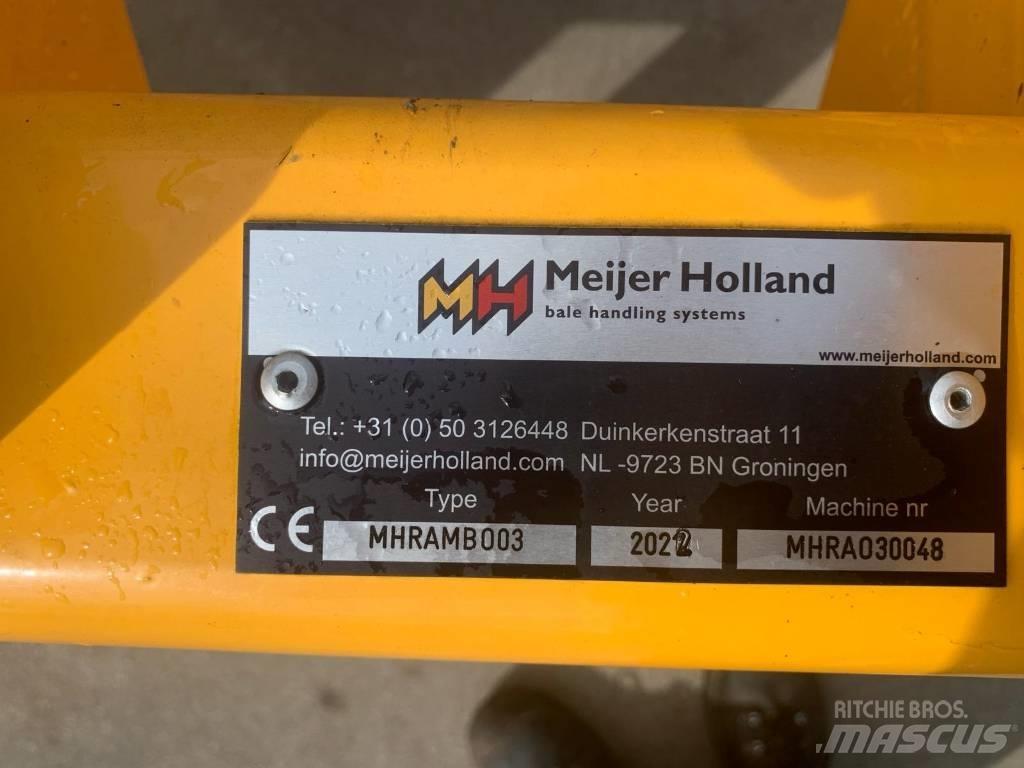 MH Meijer Holland
bale handling systems
www.meijerholland.com
Tel.: +31 (0) 50 3126448 Duinkerkenstraat 11
info@meijerholland.com NL -9723 BN Groningen
Type Year Machine nr
CE MHRAMB003 2022 MHRA030048
RITCHIE BROS.
MASCUS